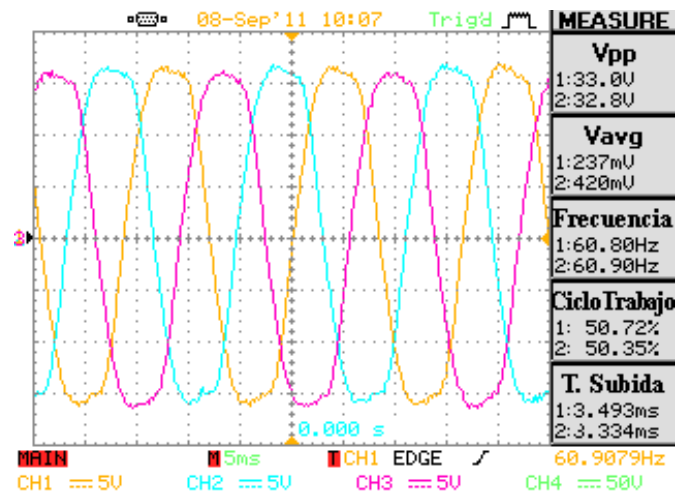 08-Sep'11 10:07 Trig'd MEASURE
Vpp
1:33.0V
2:32.8V
Vavg
1:237mV
2:420mV
Frecuencia
1:60.80Hz
2:60.90Hz
CicloTrabajo
1: 50.72%
2: 50.35%
T. Subida
1:3.493ms
2:3.334ms
3
0.000 s
MAIN M 5ms T CH1 EDGE 60.9079Hz
CH1 5V CH2 5V CH3 5V CH4 50V